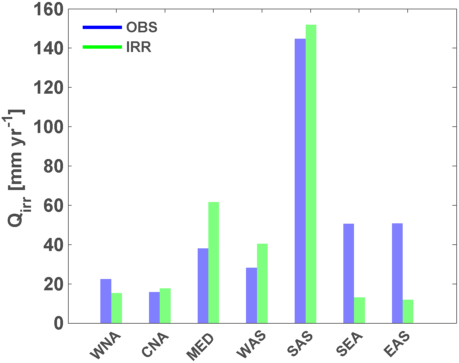 160
140
120
100
80
60
40
20
0
Qirr [mm yr-1]
OBS
IRR
WNA
CNA
MED
WAS
SAS
SEA
EAS